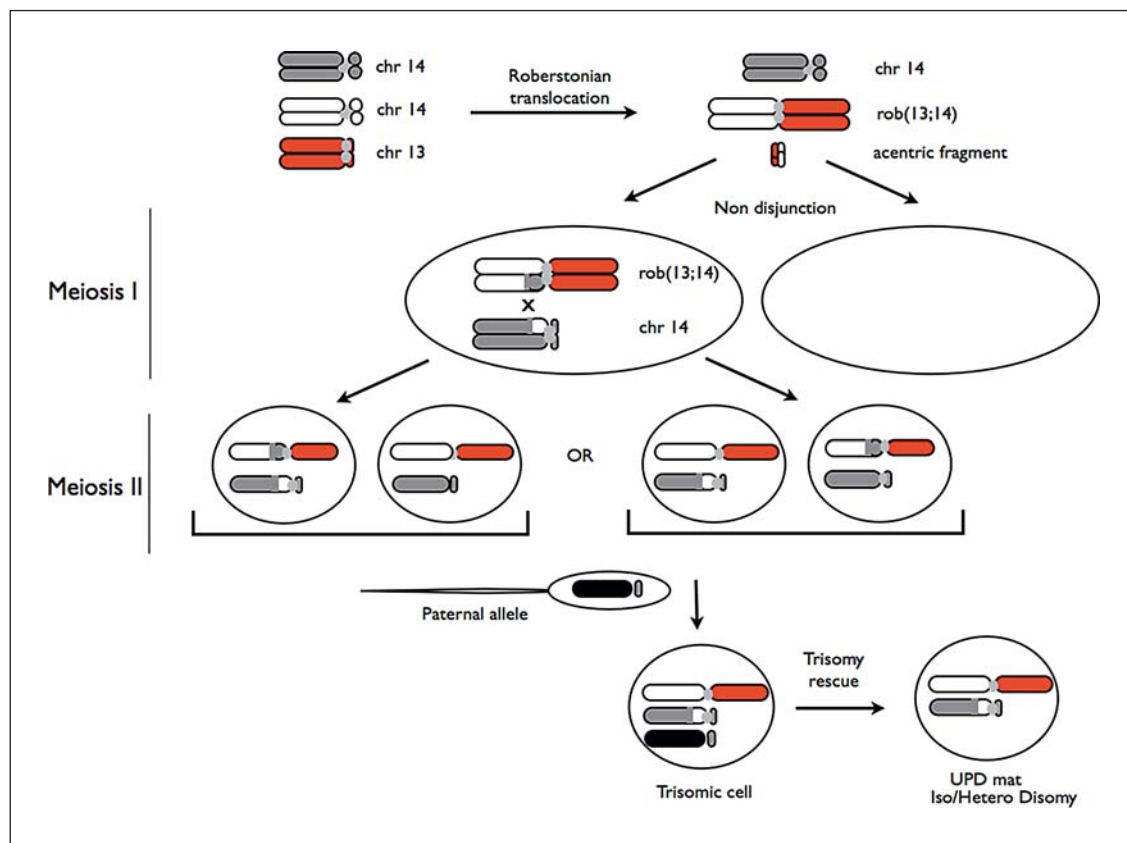 chr 14
chr 14
chr 13
Roberstonian
translocation
chr 14
rob(13;14)
acentric fragment
Non disjunction
Meiosis I
rob(13;14)
x
chr 14
Meiosis II
OR
Paternal allele
Trisomy
rescue
Trisomic cell
UPD mat
Iso/Hetero Disomy